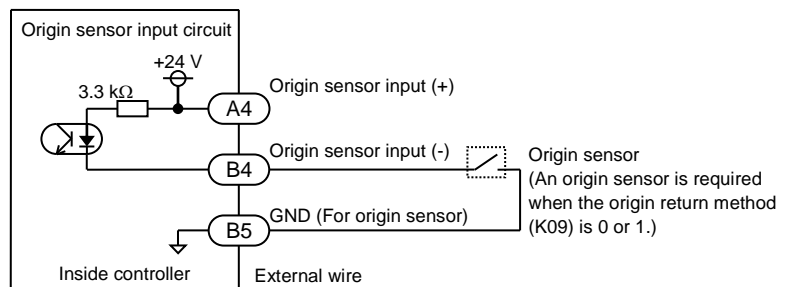 Origin sensor input circuit
+24 V
3.3 kΩ
A4
Origin sensor input (+)
B4
Origin sensor input (-)
Origin sensor
(An origin sensor is required
when the origin return method
(K09) is 0 or 1.)
B5
GND (For origin sensor)
Inside controller
External wire